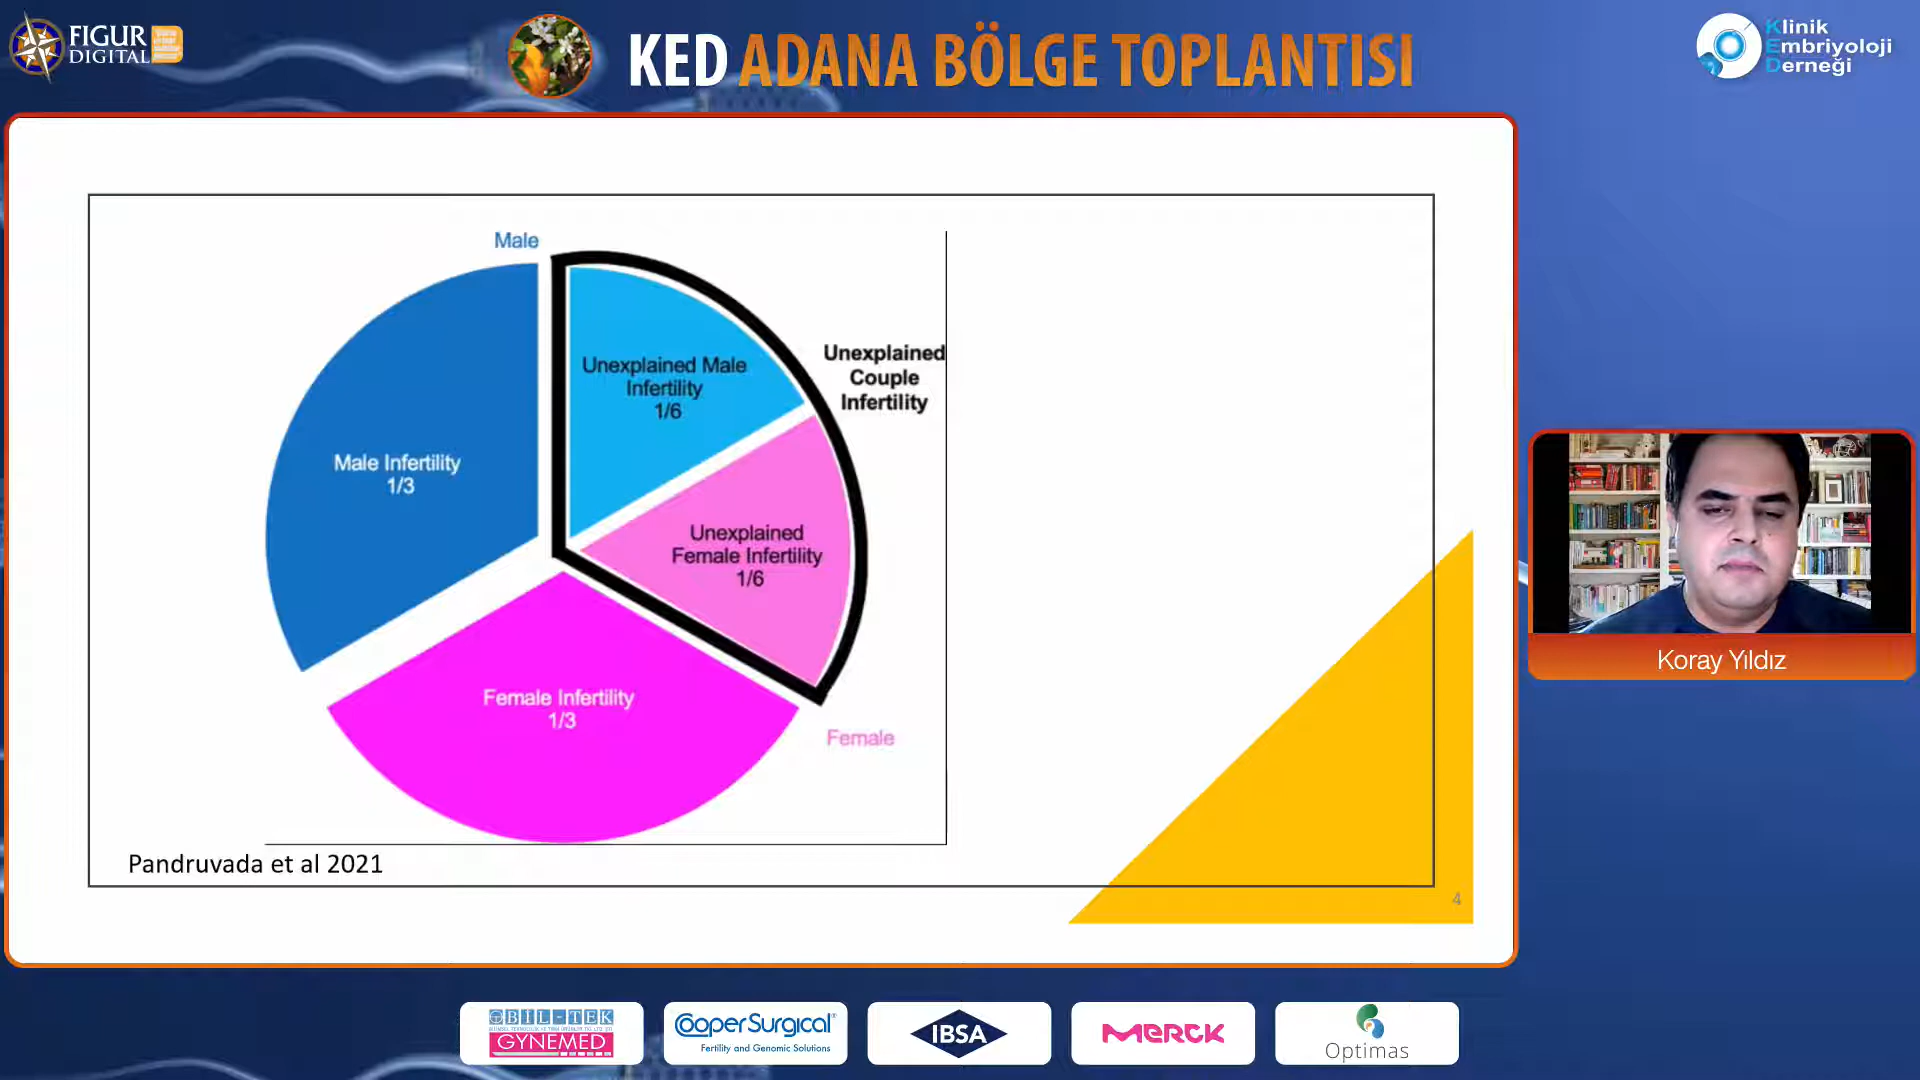 FIGUR
DIGITAL
KED ADANA BÖLGE TOPLANTISI
Klinik
Embriyoloji
Derneği
Male
Unexplained Male
Infertility
1/6
Unexplained
Couple
Infertility
Male Infertility
1/3
Unexplained
Female Infertility
1/6
Female Infertility
1/3
Female
Pandruvada et al 2021
4
Koray Yıldız
BİL-TEK
GYNEMED
CooperSurgical®
Fertility and Genomic Solutions
IBSA
MERCK
Optimas